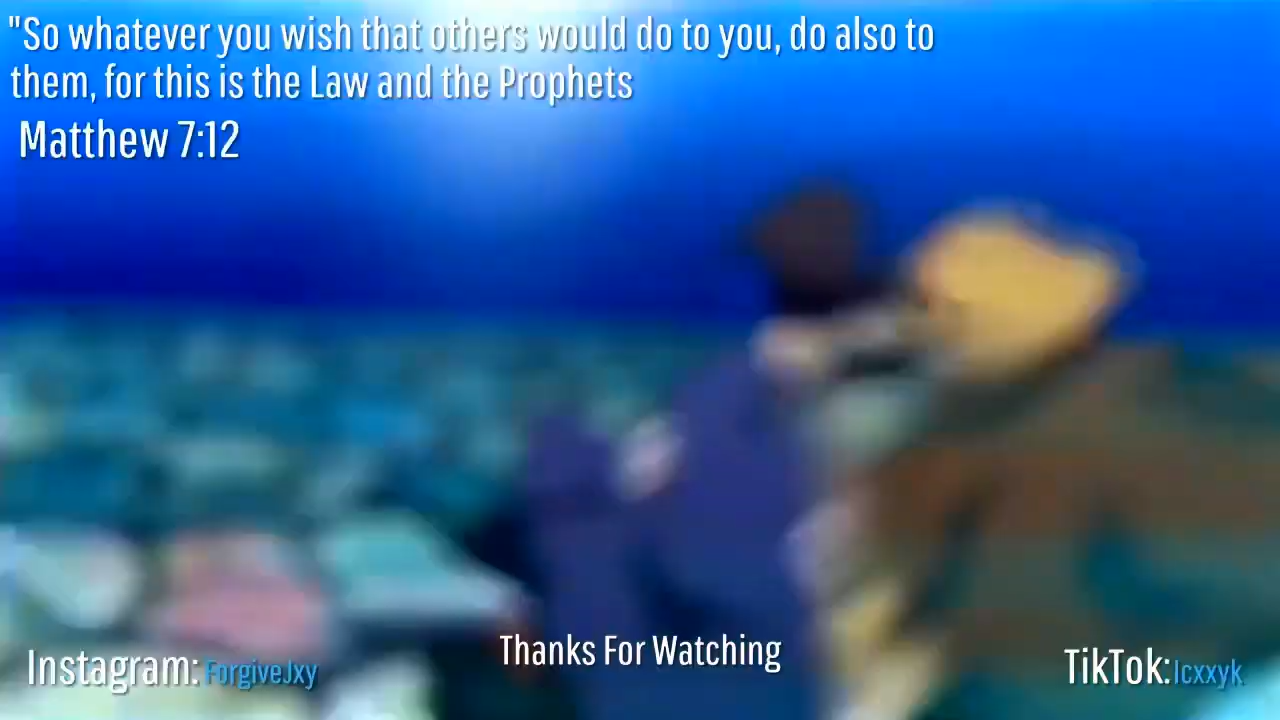 "So whatever you wish that others would do to you, do also to
them, for this is the Law and the Prophets
Matthew 7:12
Thanks For Watching
Instagram: ForgiveJxy
TikTok: Icxxyk